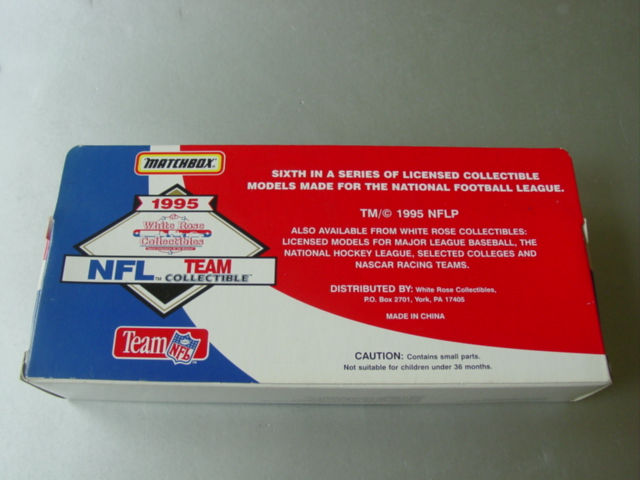 MATCHBOX
1995
White Rose
Collectibles
NFL TM TEAM
COLLECTIBLE™
Team NFL™
SIXTH IN A SERIES OF LICENSED COLLECTIBLE
MODELS MADE FOR THE NATIONAL FOOTBALL LEAGUE.
TM/© 1995 NFLP
ALSO AVAILABLE FROM WHITE ROSE COLLECTIBLES:
LICENSED MODELS FOR MAJOR LEAGUE BASEBALL, THE
NATIONAL HOCKEY LEAGUE, SELECTED COLLEGES AND
NASCAR RACING TEAMS.
DISTRIBUTED BY: White Rose Collectibles,
P.O. Box 2701, York, PA 17405
MADE IN CHINA
CAUTION: Contains small parts.
Not suitable for children under 36 months.